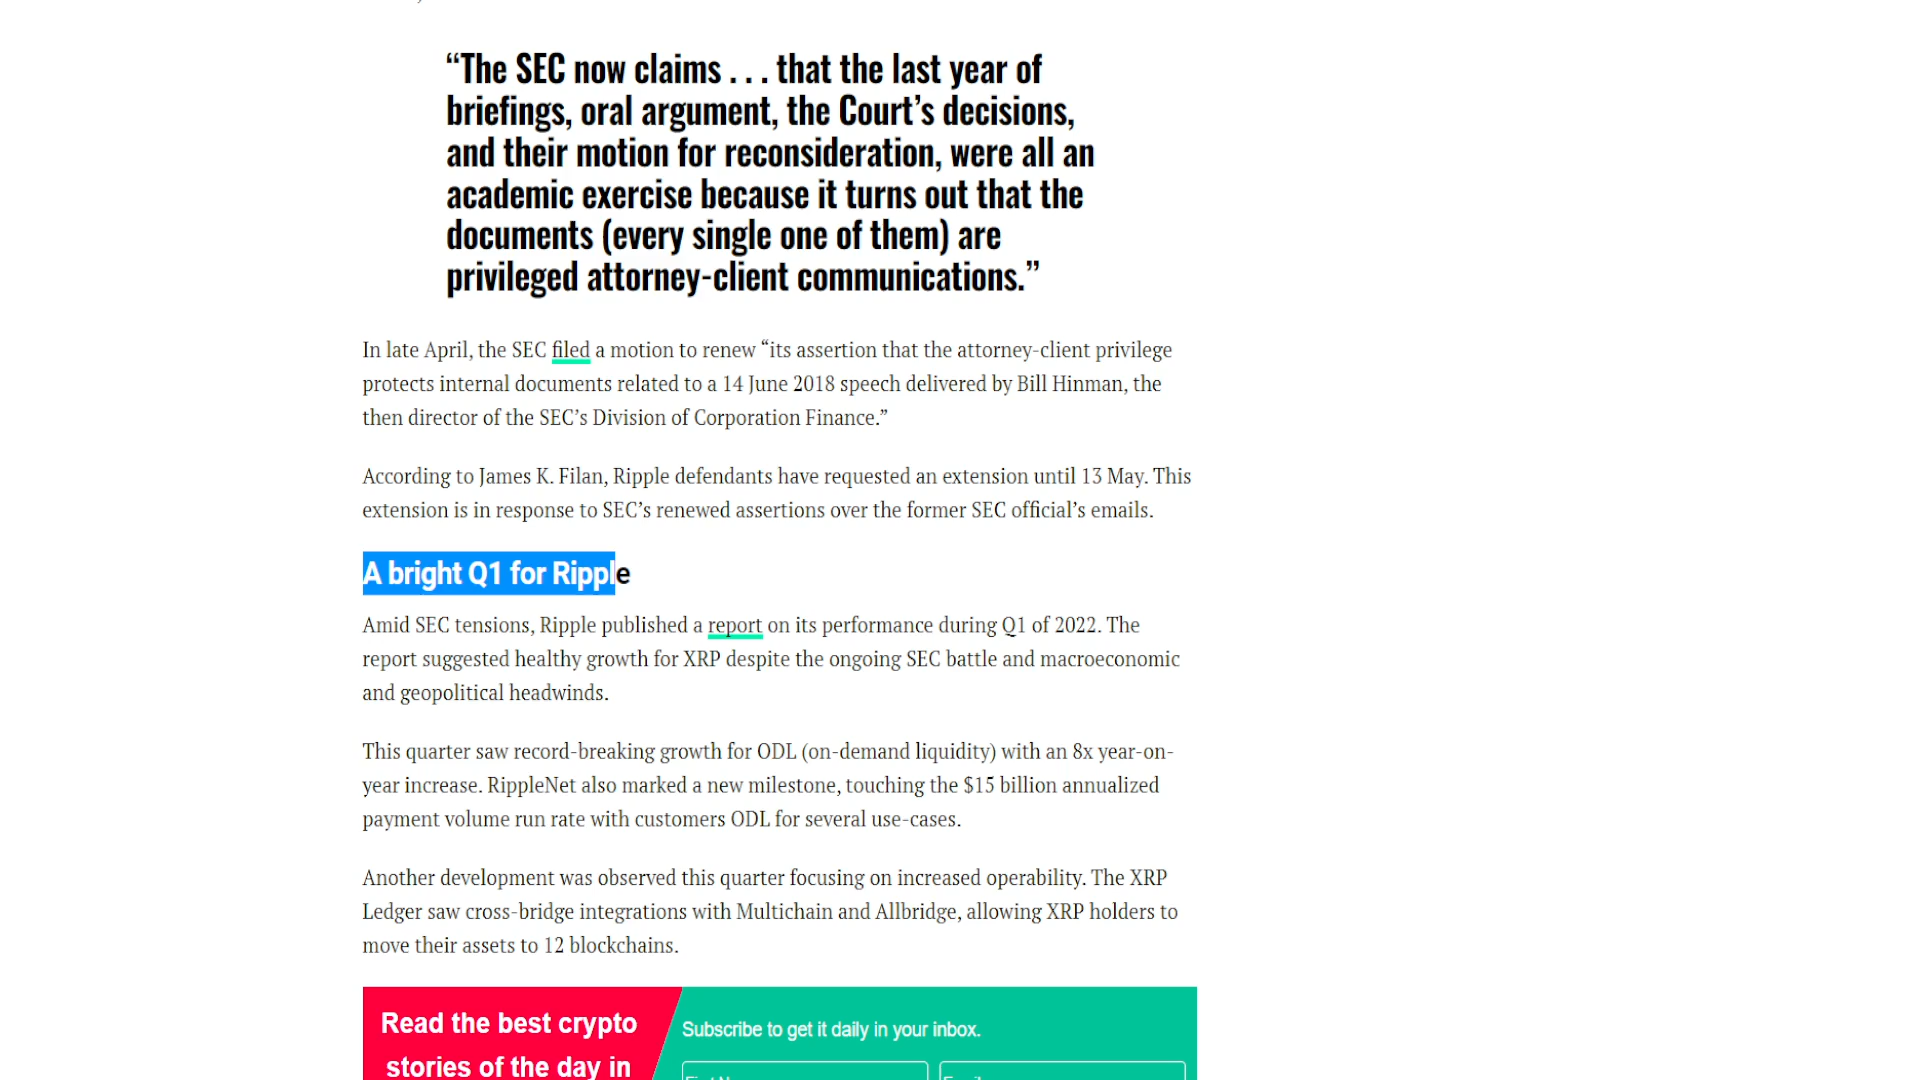 “The SEC now claims . . . that the last year of
briefings, oral argument, the Court’s decisions,
and their motion for reconsideration, were all an
academic exercise because it turns out that the
documents (every single one of them) are
privileged attorney-client communications.”
In late April, the SEC filed a motion to renew “its assertion that the attorney-client privilege
protects internal documents related to a 14 June 2018 speech delivered by Bill Hinman, the
then director of the SEC’s Division of Corporation Finance.”
According to James K. Filan, Ripple defendants have requested an extension until 13 May. This
extension is in response to SEC’s renewed assertions over the former SEC official’s emails.
A bright Q1 for Ripple
Amid SEC tensions, Ripple published a report on its performance during Q1 of 2022. The
report suggested healthy growth for XRP despite the ongoing SEC battle and macroeconomic
and geopolitical headwinds.
This quarter saw record-breaking growth for ODL (on-demand liquidity) with an 8x year-on-
year increase. RippleNet also marked a new milestone, touching the $15 billion annualized
payment volume run rate with customers ODL for several use-cases.
Another development was observed this quarter focusing on increased operability. The XRP
Ledger saw cross-bridge integrations with Multichain and Allbridge, allowing XRP holders to
move their assets to 12 blockchains.
Read the best crypto
stories of the day in
Subscribe to get it daily in your inbox.